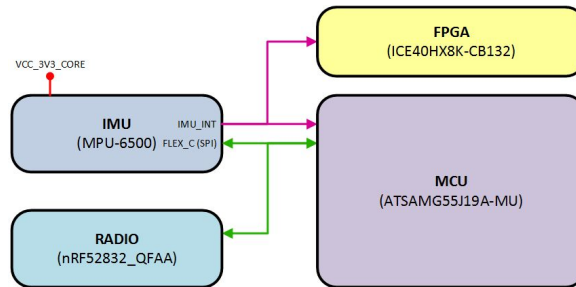 FPGA
(ICE40HX8K-CB132)
VCC_3V3_CORE
IMU
(MPU-6500)
IMU_INT
FLEX_C (SPI)
MCU
(ATSAMG55J19A-MU)
RADIO
(nRF52832_QFAA)